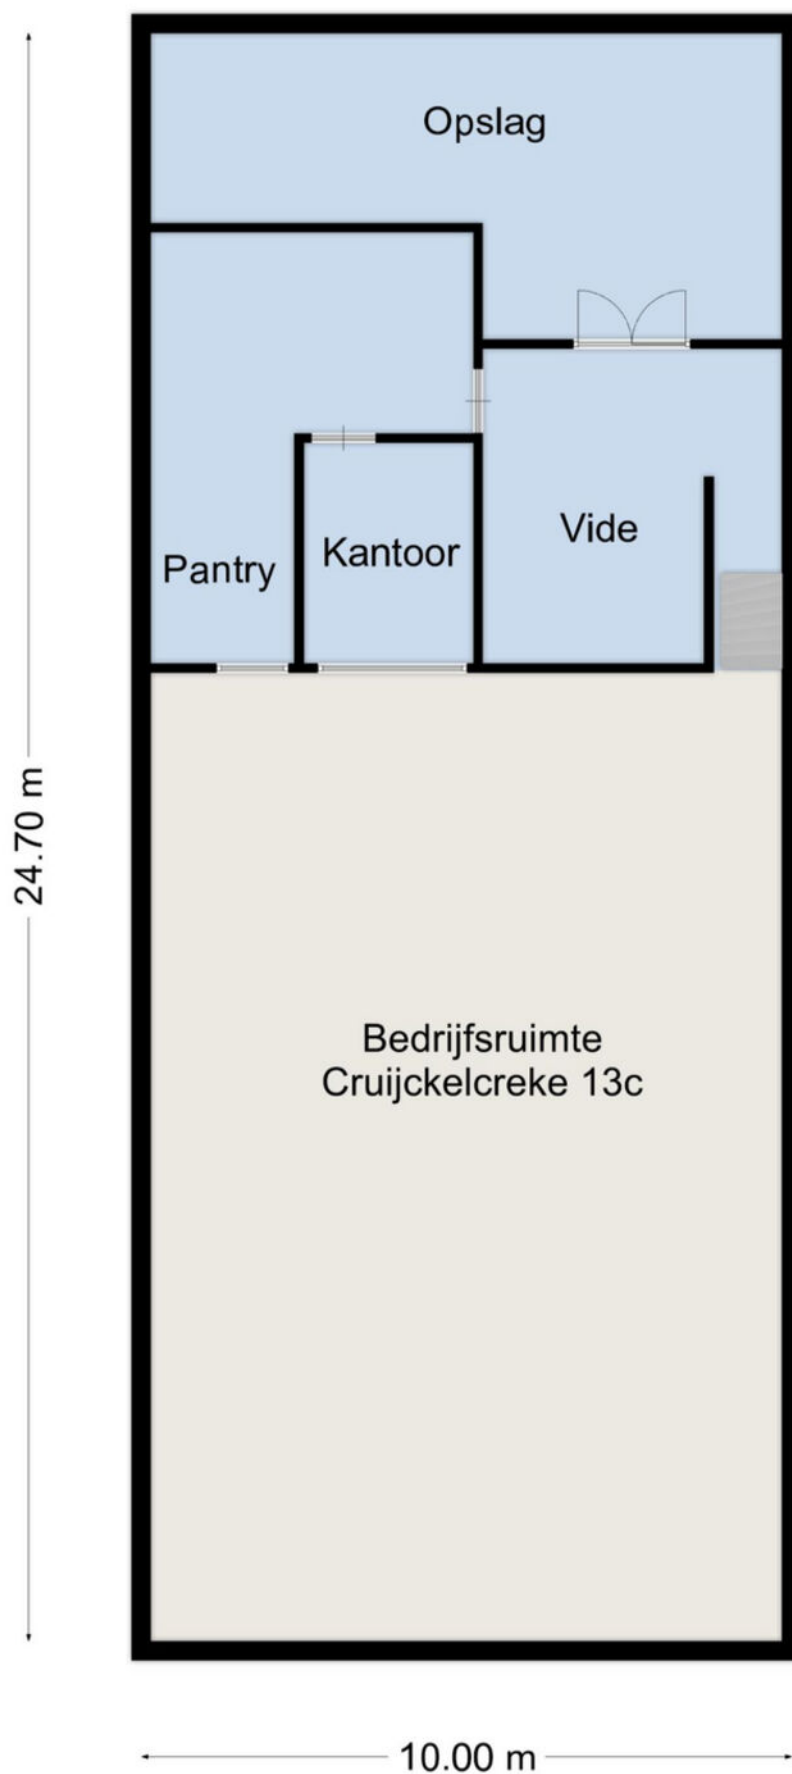 Opslag
Vide
Kantoor
Pantry
24.70 m
Bedrijfsruimte
Cruijckelcreke 13c
10.00 m